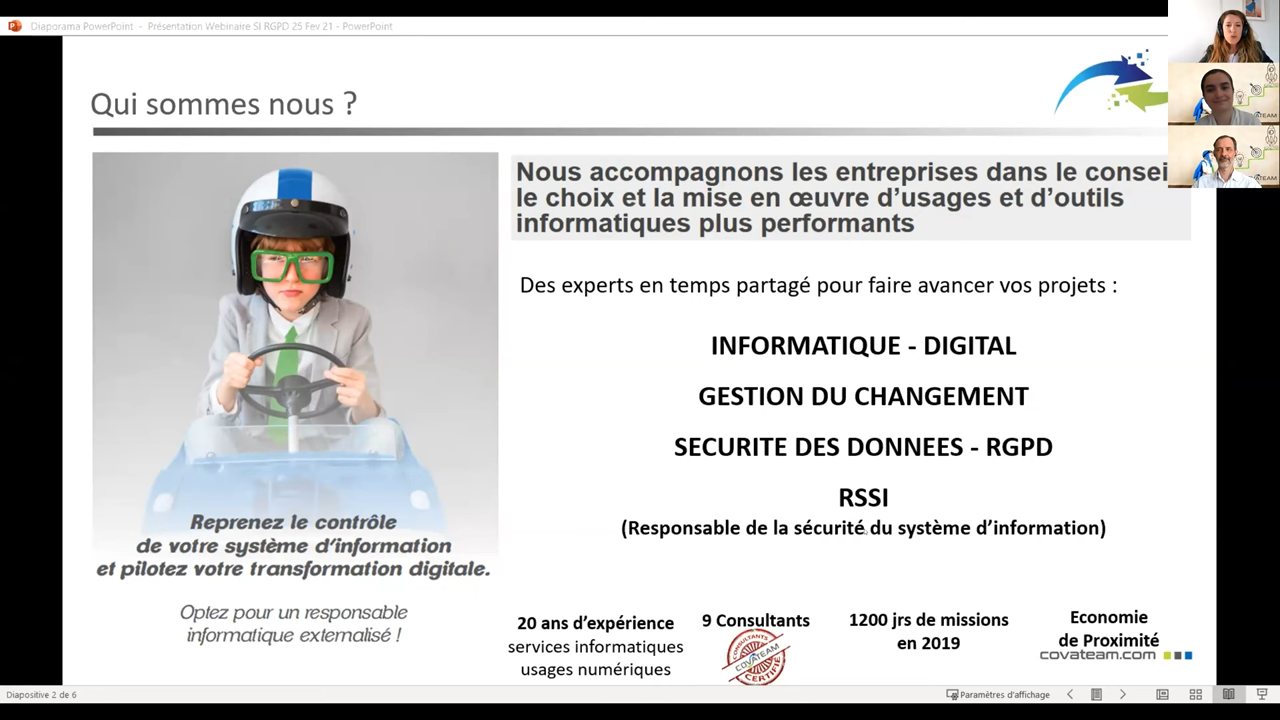 Diaporama PowerPoint - Présentation Webinaire SI RGPD 25 Fev 21 - PowerPoint
Qui sommes nous ?
Nous accompagnons les entreprises dans le consei
le choix et la mise en œuvre d’usages et d’outils
informatiques plus performants
Des experts en temps partagé pour faire avancer vos projets :
INFORMATIQUE - DIGITAL
GESTION DU CHANGEMENT
SECURITE DES DONNEES - RGPD
RSSI
(Responsable de la sécurité du système d’information)
Reprenez le contrôle
de votre système d’information
et pilotez votre transformation digitale.
Optez pour un responsable
informatique externalisé !
20 ans d’expérience
services informatiques
usages numériques
9 Consultants
CONSULTANTS
COVATEAM
CERTIFIÉ
1200 jrs de missions
en 2019
Economie
de Proximité
covateam.com
Diapositive 2 de 6
Paramètres d'affichage